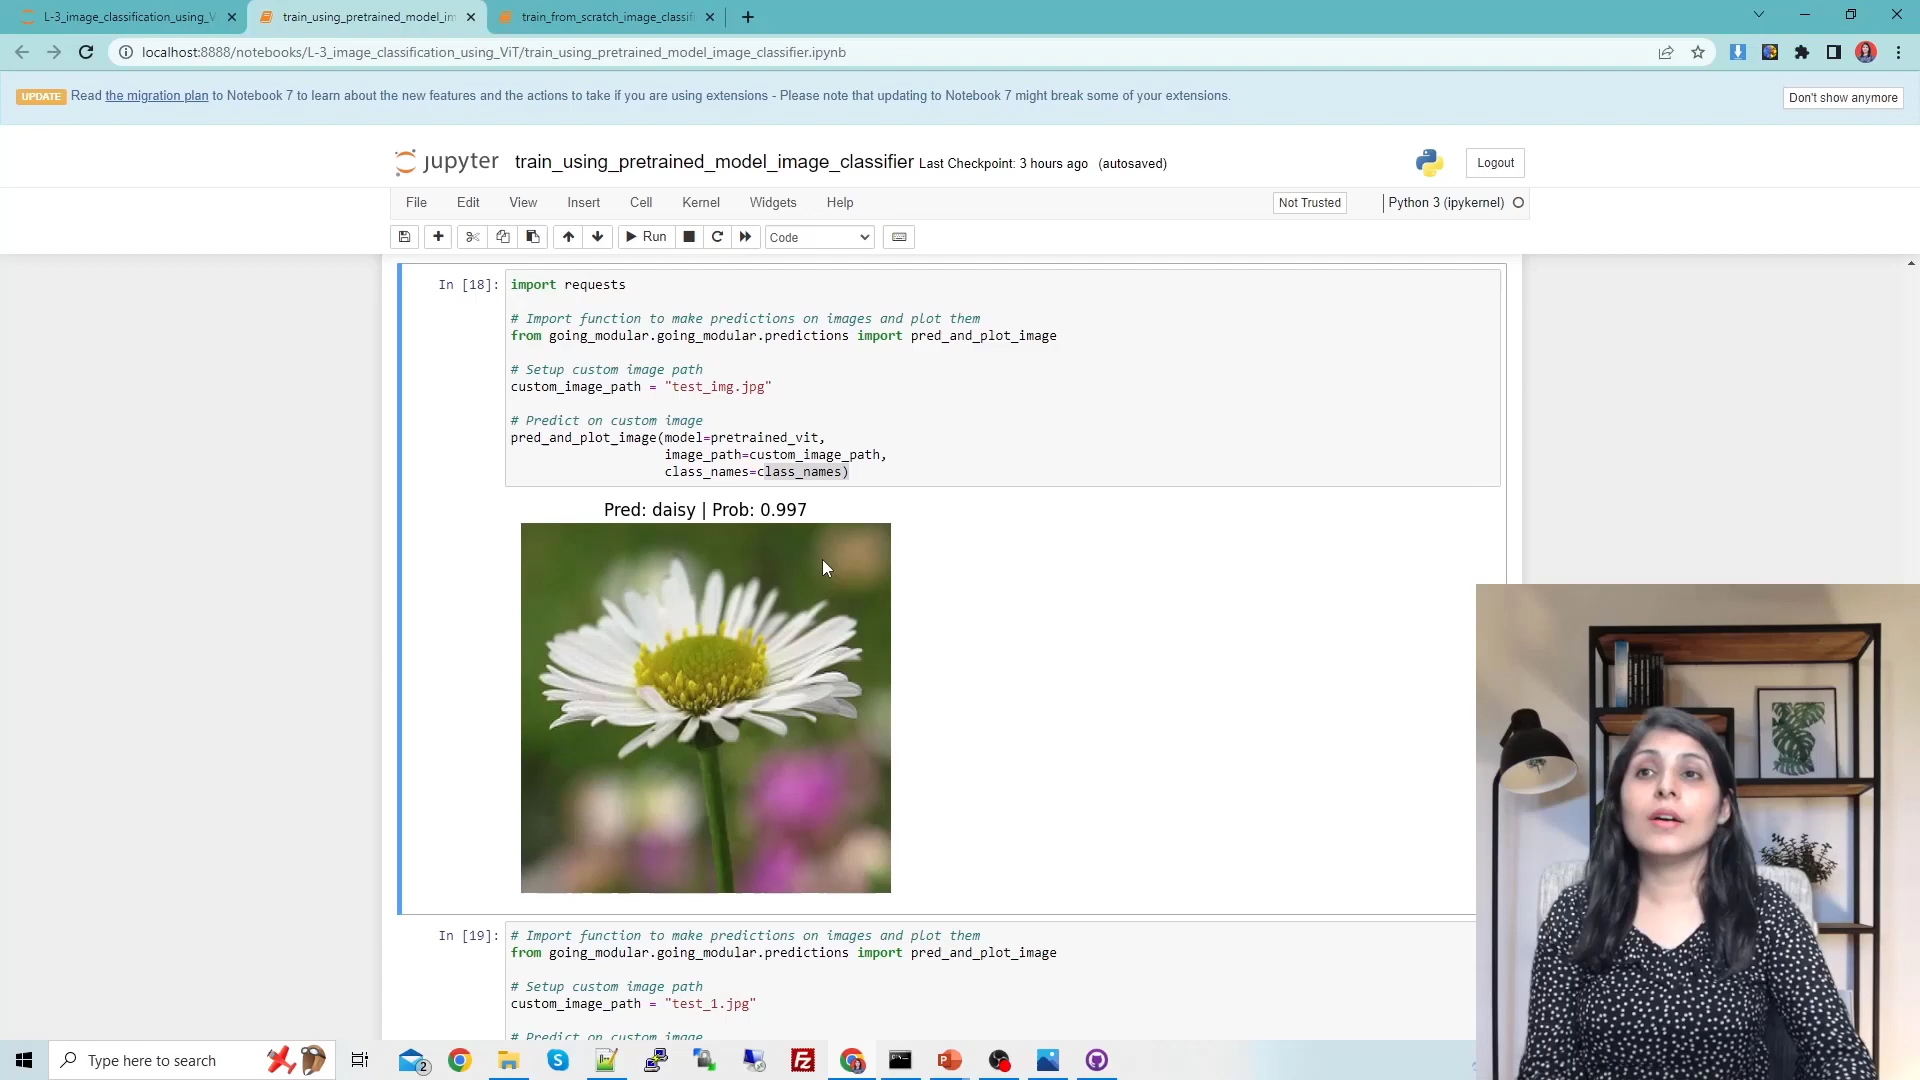 L-3_image_classification_using_V
train_using_pretrained_model_im
train_from_scratch_image_classifi
localhost:8888/notebooks/L-3_image_classification_using_ViT/train_using_pretrained_model_image_classifier.ipynb
UPDATE Read the migration plan to Notebook 7 to learn about the new features and the actions to take if you are using extensions - Please note that updating to Notebook 7 might break some of your extensions.
Don't show anymore
jupyter train_using_pretrained_model_image_classifier Last Checkpoint: 3 hours ago (autosaved)
Logout
File Edit View Insert Cell Kernel Widgets Help
Not Trusted
Python 3 (ipykernel)
Run
Code
In [18]: import requests
# Import function to make predictions on images and plot them
from going_modular.going_modular.predictions import pred_and_plot_image
# Setup custom image path
custom_image_path = "test_img.jpg"
# Predict on custom image
pred_and_plot_image(model=pretrained_vit,
image_path=custom_image_path,
class_names=class_names)
Pred: daisy | Prob: 0.997
In [19]: # Import function to make predictions on images and plot them
from going_modular.going_modular.predictions import pred_and_plot_image
# Setup custom image path
custom_image_path = "test_1.jpg"
# Predict on custom image
Type here to search
2